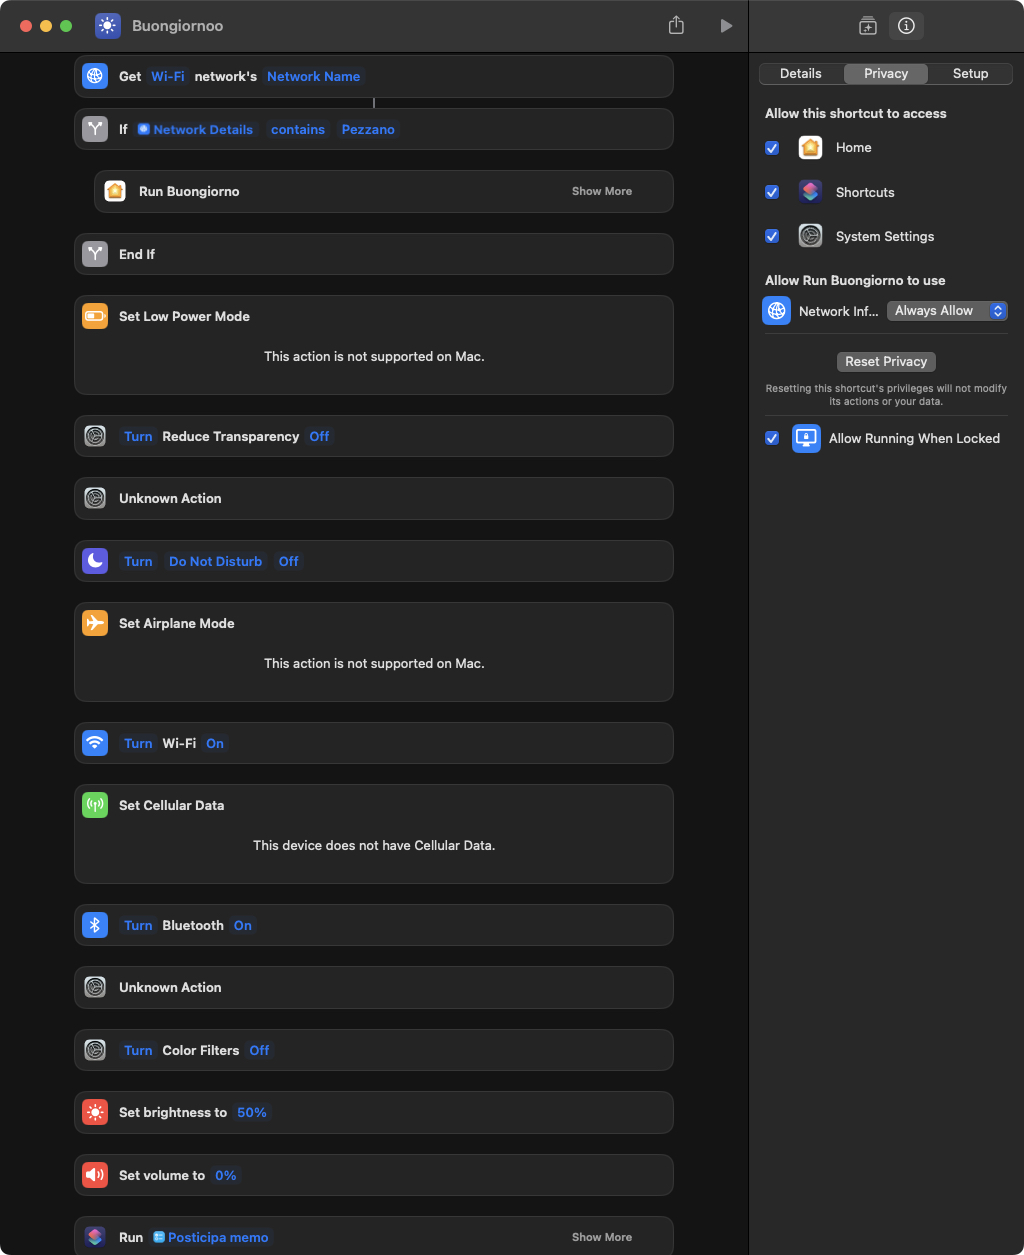 Buongiornoo
Get Wi-Fi network's Network Name
If Network Details contains Pezzano
Run Buongiorno Show More
End If
Set Low Power Mode
This action is not supported on Mac.
Turn Reduce Transparency Off
Unknown Action
Turn Do Not Disturb Off
Set Airplane Mode
This action is not supported on Mac.
Turn Wi-Fi On
Set Cellular Data
This device does not have Cellular Data.
Turn Bluetooth On
Unknown Action
Turn Color Filters Off
Set brightness to 50%
Set volume to 0%
Run Posticipa memo Show More
Details Privacy Setup
Allow this shortcut to access
Home
Shortcuts
System Settings
Allow Run Buongiorno to use
Network Inf... Always Allow
Reset Privacy
Resetting this shortcut's privileges will not modify
its actions or your data.
Allow Running When Locked